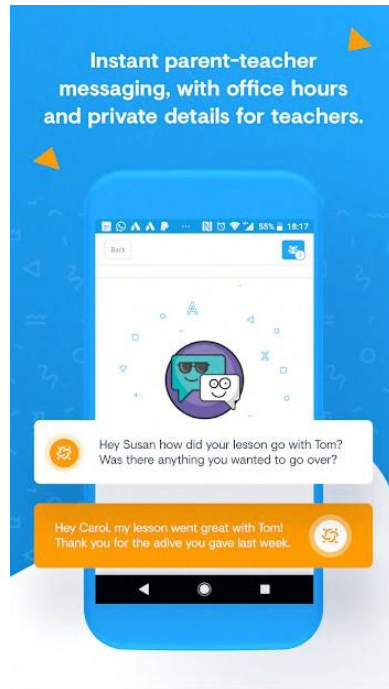 Instant parent-teacher
messaging, with office hours
and private details for teachers.
55% 18:17
Back
A
X
Hey Susan how did your lesson go with Tom?
Was there anything you wanted to go over?
Hey Carol, my lesson went great with Tom!
Thank you for the adive you gave last week.